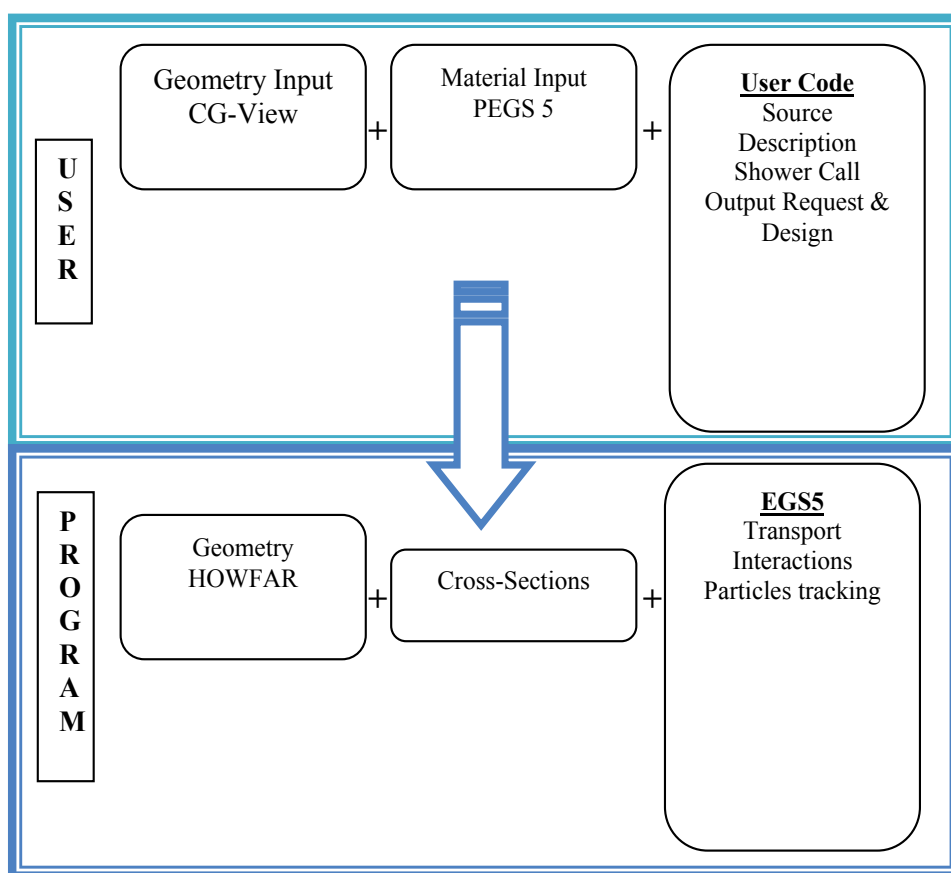 U
S
E
R
Geometry Input
CG-View
+
Material Input
PEGS 5
+
User Code
Source
Description
Shower Call
Output Request &
Design
P
R
O
G
R
A
M
Geometry
HOWFAR
+
Cross-Sections
+
EGS5
Transport
Interactions
Particles tracking